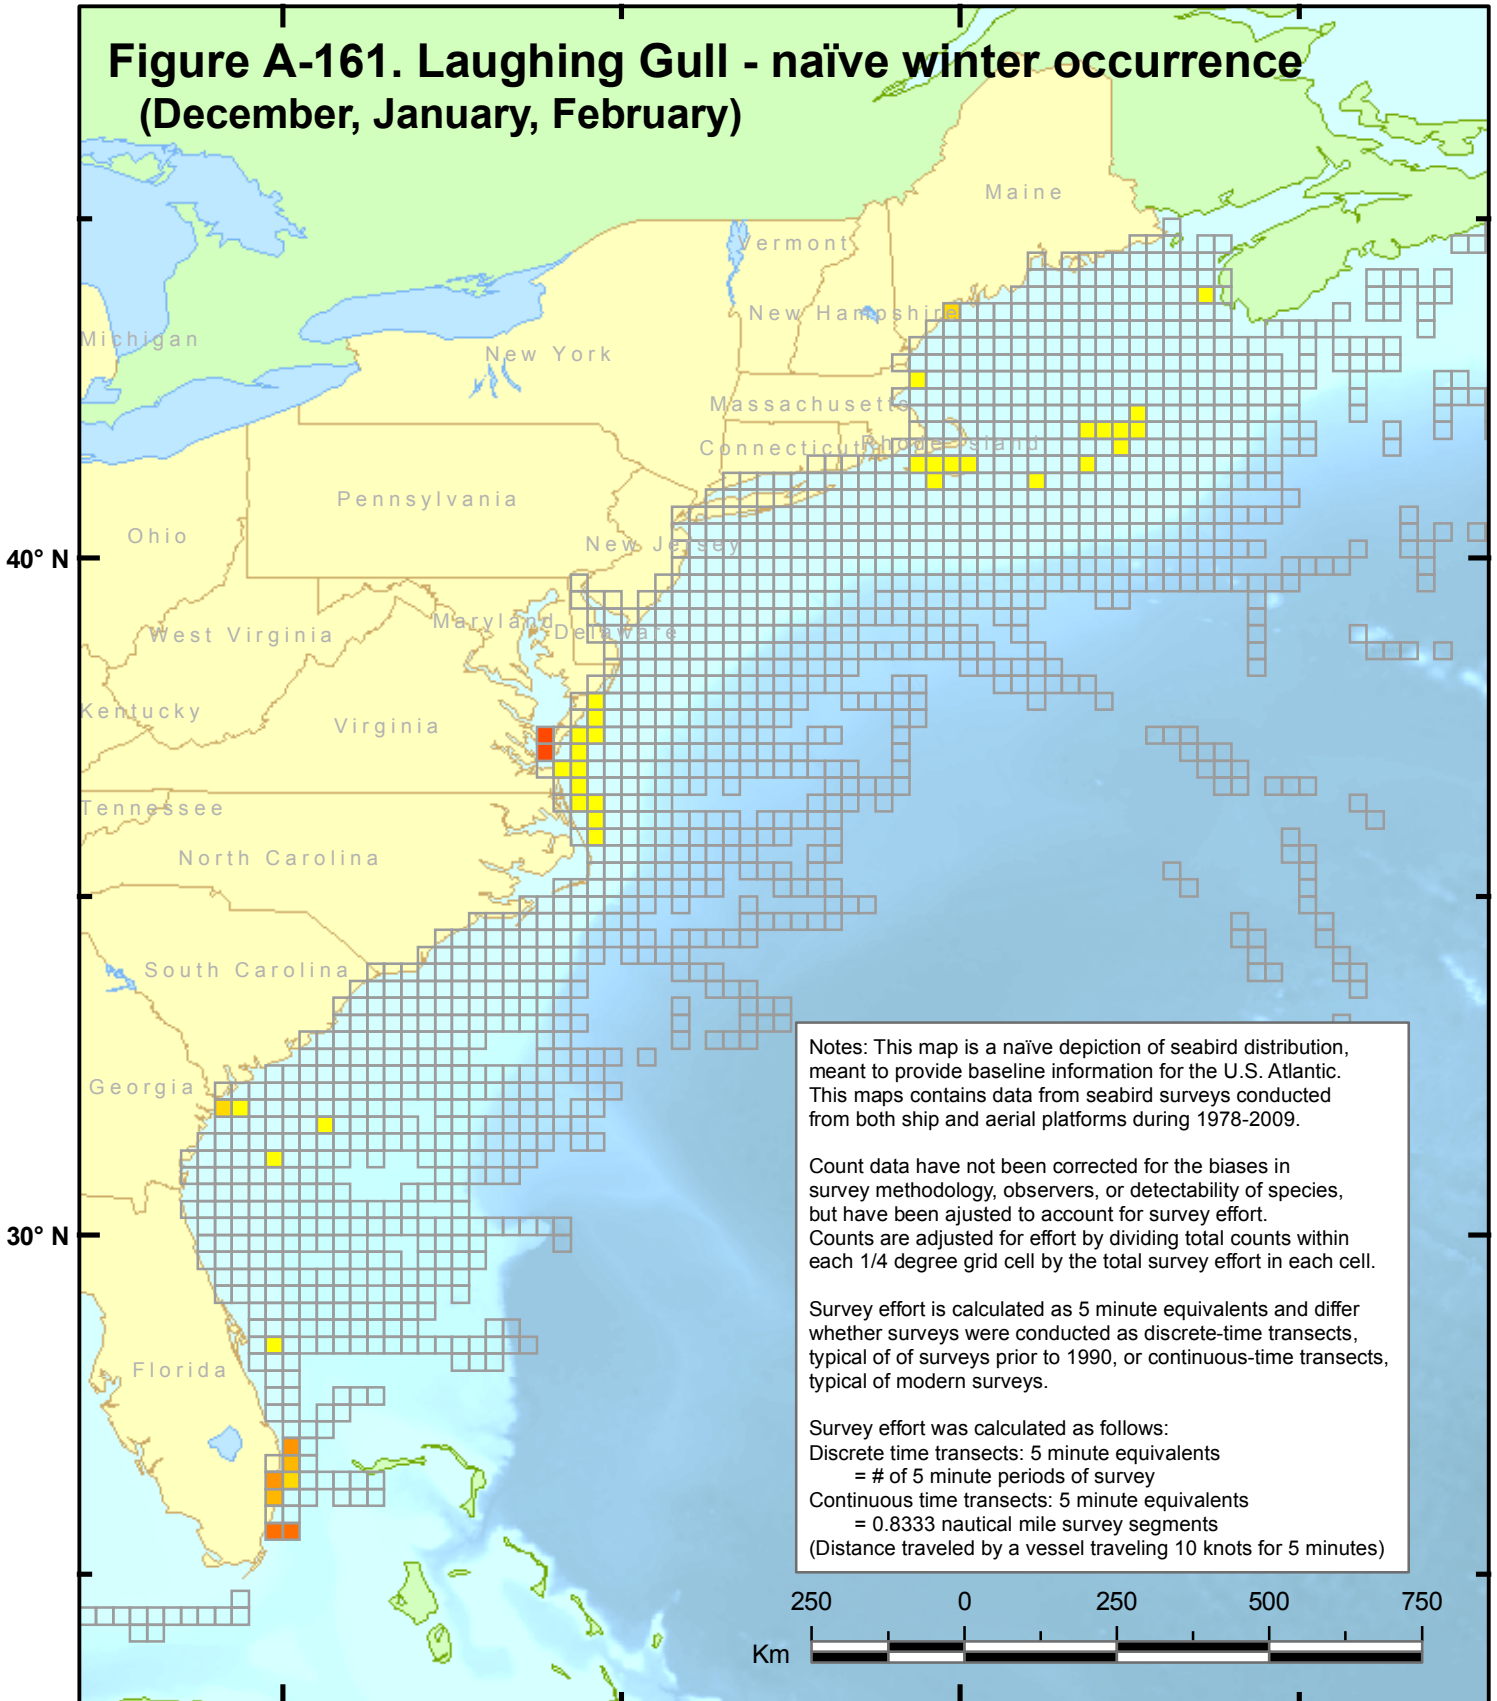 Figure A-161. Laughing Gull - naïve winter occurrence
(December, January, February)
Maine
Vermont
New Hampshire
Michigan
New York
Massachusetts
Connecticut
Rhode Island
Pennsylvania
Ohio
New Jersey
40° N
Maryland
Delaware
West Virginia
Kentucky
Virginia
Tennessee
North Carolina
South Carolina
Georgia
30° N
Florida
Notes: This map is a naïve depiction of seabird distribution,
meant to provide baseline information for the U.S. Atlantic.
This maps contains data from seabird surveys conducted
from both ship and aerial platforms during 1978-2009.
Count data have not been corrected for the biases in
survey methodology, observers, or detectability of species,
but have been ajusted to account for survey effort.
Counts are adjusted for effort by dividing total counts within
each 1/4 degree grid cell by the total survey effort in each cell.
Survey effort is calculated as 5 minute equivalents and differ
whether surveys were conducted as discrete-time transects,
typical of of surveys prior to 1990, or continuous-time transects,
typical of modern surveys.
Survey effort was calculated as follows:
Discrete time transects: 5 minute equivalents
= # of 5 minute periods of survey
Continuous time transects: 5 minute equivalents
= 0.8333 nautical mile survey segments
(Distance traveled by a vessel traveling 10 knots for 5 minutes)
250 0 250 500 750
Km